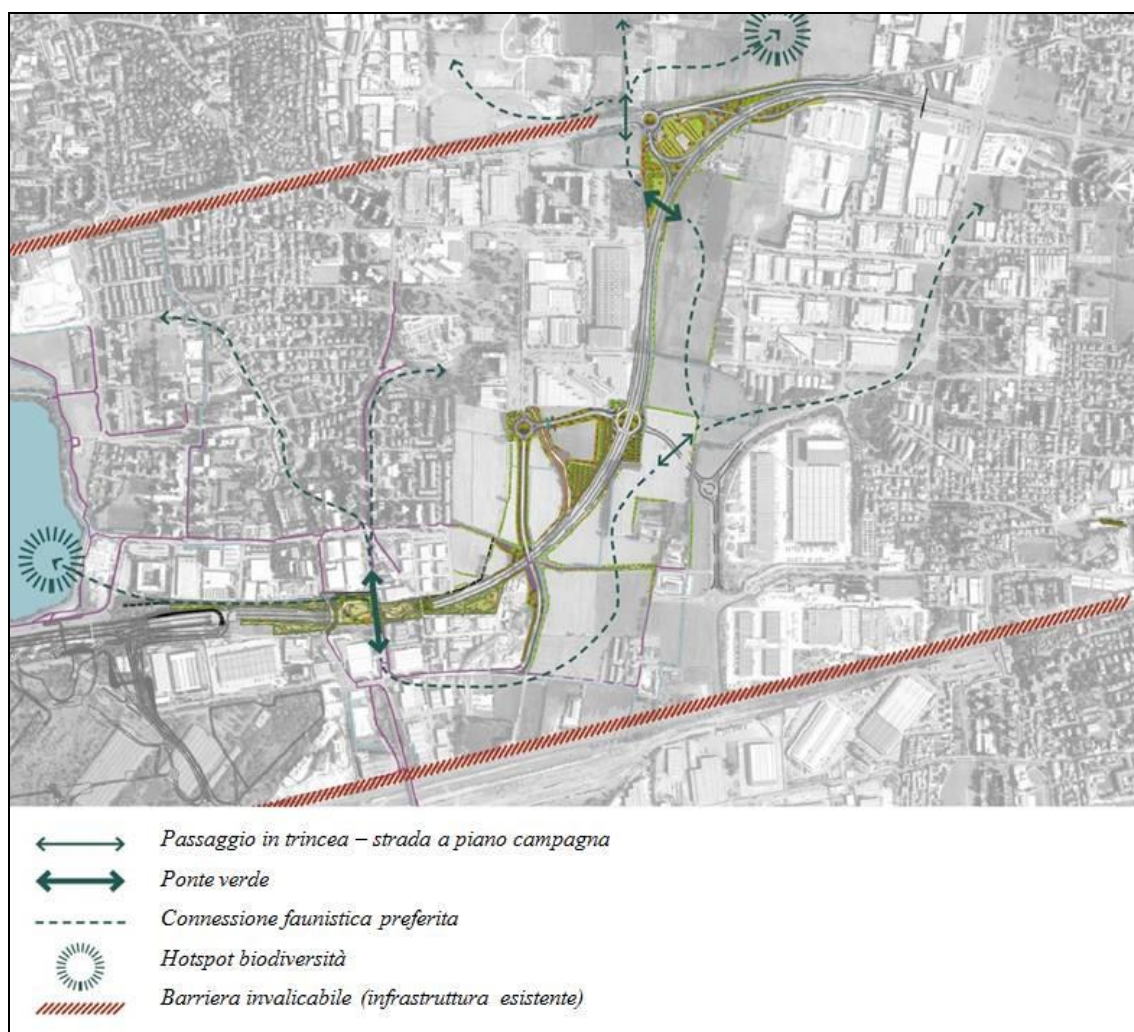 Passaggio in trincea – strada a piano campagna
Ponte verde
Connessione faunistica preferita
Hotspot biodiversità
Barriera invalicabile (infrastruttura esistente)